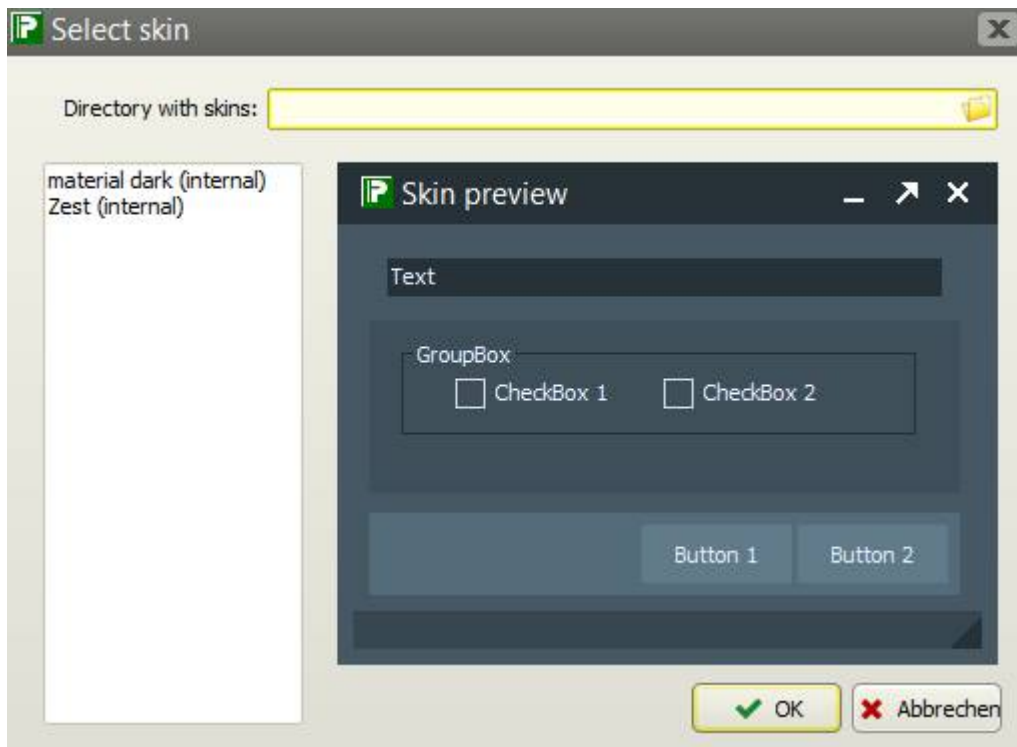 Select skin
Directory with skins:
material dark (internal)
Zest (internal)
Skin preview
Text
GroupBox
CheckBox 1 CheckBox 2
Button 1 Button 2
OK Abbrechen